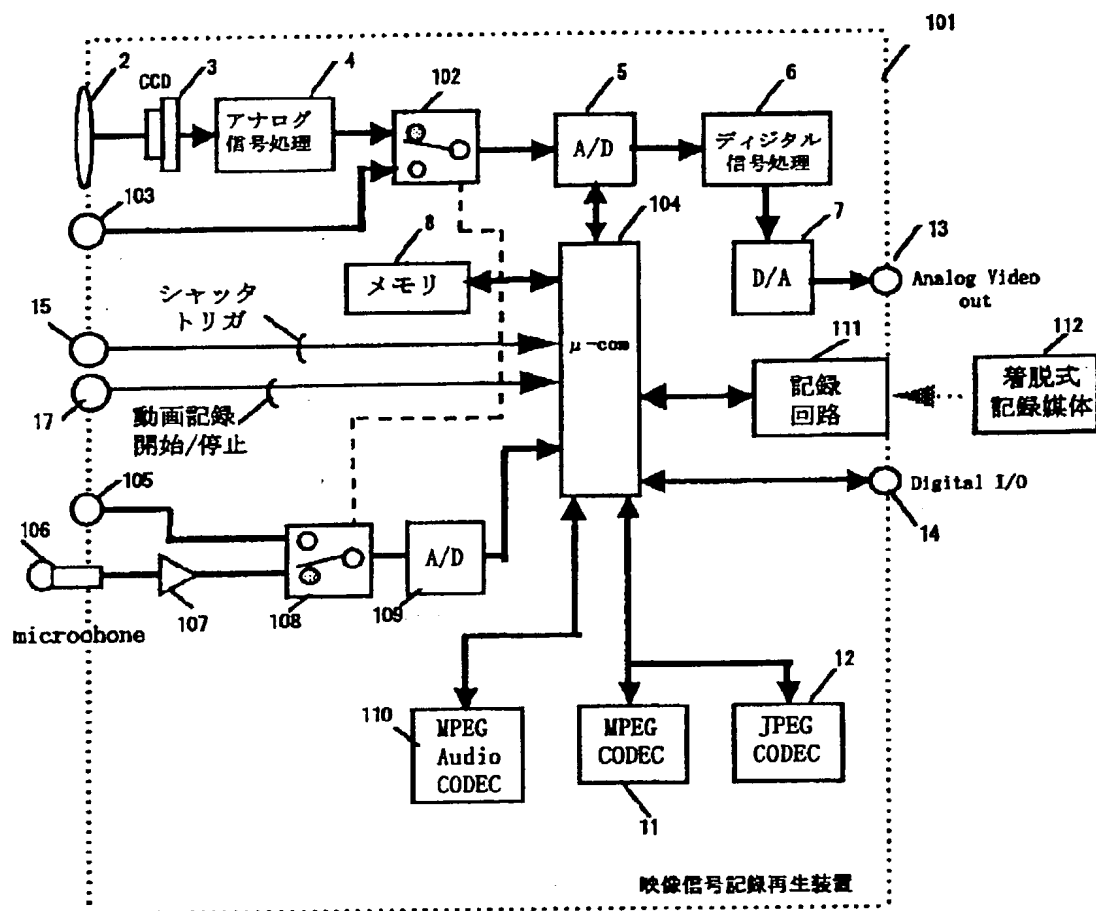 101
2
CCD
3
4
アナログ
信号処理
102
5
A/D
6
ディジタル
信号処理
103
104
7
D/A
13
Analog Video
out
8
メモリ
シャッタ
トリガ
15
μ-com
111
記録
回路
112
着脱式
記録媒体
17
動画記録
開始/停止
Digital I/O
14
105
106
107
108
A/D
109
microohone
110
MPEG
Audio
CODEC
MPEG
CODEC
11
12
JPEG
CODEC
映像信号記録再生装置